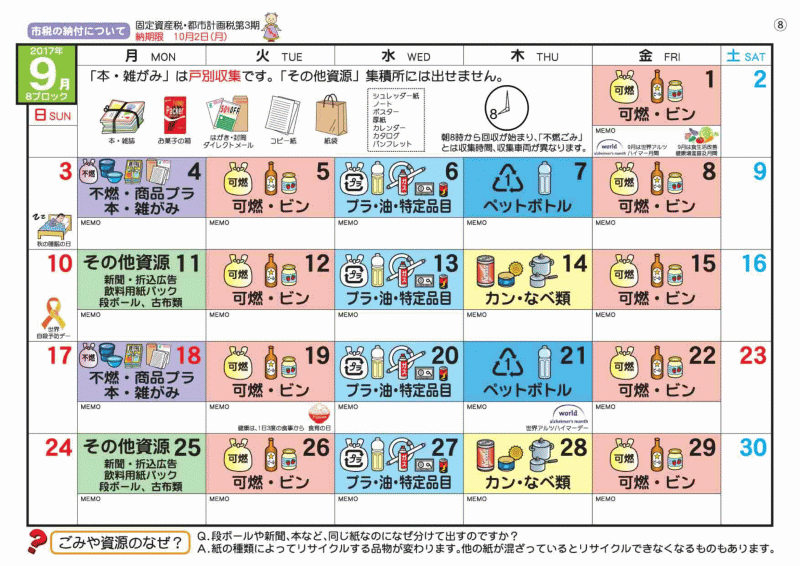 市税の納付について
固定資産税・都市計画税第3期
納期限 10月2日(月)
⑧
2017年
9月
8ブロック
日 SUN
月 MON
火 TUE
水 WED
木 THU
金 FRI
土 SAT
「本・雑がみ」は戸別収集です。「その他資源」集積所には出せません。
本・雑誌
お菓子の箱
はがき・封筒
ダイレクトメール
コピー紙
紙袋
シュレッダー紙
ノート
ポスター
厚紙
カレンダー
カタログ
パンフレット
8
朝8時から回収が始まり、「不燃ごみ」
とは収集時間、収集車両が異なります。
可燃
1
可燃・ビン
MEMO
world
alzheimer's month
9月は世界アルツ
ハイマー月間
9月は食生活改善
健康増進普及月間
2
3
秋の睡眠の日
不燃
4
不燃・商品プラ
本・雑がみ
MEMO
可燃
5
可燃・ビン
MEMO
プラ
6
プラ・油・特定品目
MEMO
1
7
ペットボトル
MEMO
可燃
8
可燃・ビン
MEMO
9
10
世界
自殺予防デー
その他資源 11
新聞・折込広告
飲料用紙パック
段ボール、古布類
MEMO
可燃
12
可燃・ビン
MEMO
プラ
13
プラ・油・特定品目
MEMO
14
カン・なべ類
MEMO
可燃
15
可燃・ビン
MEMO
16
17
不燃
18
不燃・商品プラ
本・雑がみ
MEMO
可燃
19
可燃・ビン
MEMO
健康は、1日3度の食事から 食育の日
プラ
20
プラ・油・特定品目
MEMO
1
21
ペットボトル
MEMO
world
alzheimer's month
世界アルツハイマーデー
可燃
22
可燃・ビン
MEMO
23
24
その他資源 25
新聞・折込広告
飲料用紙パック
段ボール、古布類
MEMO
可燃
26
可燃・ビン
MEMO
プラ
27
プラ・油・特定品目
MEMO
28
カン・なべ類
MEMO
可燃
29
可燃・ビン
MEMO
30
ごみや資源のなぜ？
Q.段ボールや新聞、本など、同じ紙なのになぜ分けて出すのですか？
A.紙の種類によってリサイクルする品物が変わります。他の紙が混ざっているとリサイクルできなくなるものもあります。